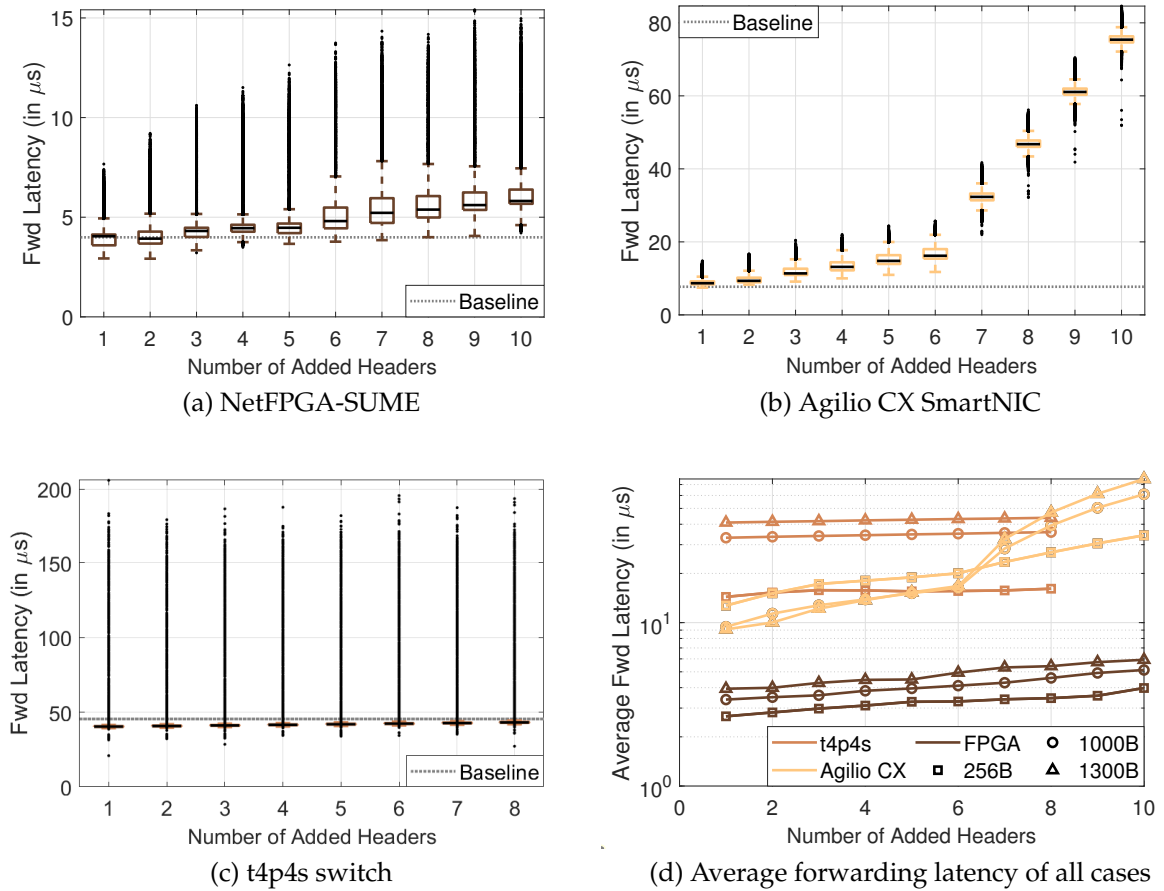 15
10
5
0
Fwd Latency (in μs)
Baseline
1 2 3 4 5 6 7 8 9 10
Number of Added Headers
(a) NetFPGA-SUME
80
60
40
20
0
Fwd Latency (in μs)
Baseline
1 2 3 4 5 6 7 8 9 10
Number of Added Headers
(b) Agilio CX SmartNIC
200
150
100
50
0
Fwd Latency (in μs)
Baseline
1 2 3 4 5 6 7 8
Number of Added Headers
(c) t4p4s switch
10¹
10⁰
Average Fwd Latency (in μs)
t4p4s FPGA 1000B
Agilio CX 256B 1300B
0 2 4 6 8 10
Number of Added Headers
(d) Average forwarding latency of all cases